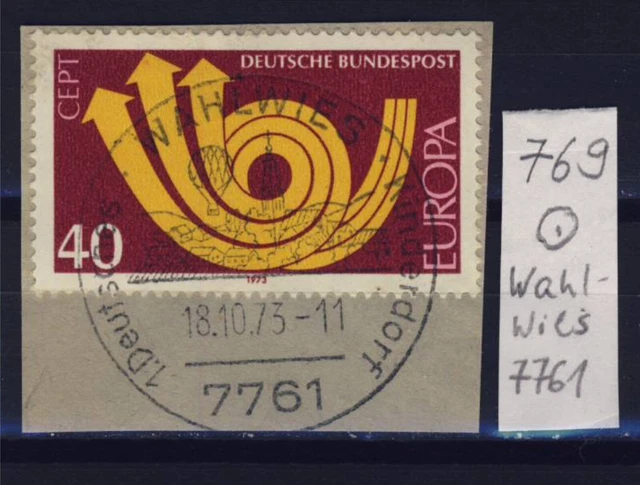 DEUTSCHE BUNDESPOST
CEPT
EUROPA
40
1973
WAHLWIES
1. Deutsches Kinderdorf
18.10.73-11
7761
769
1
Wahl-
wies
7761